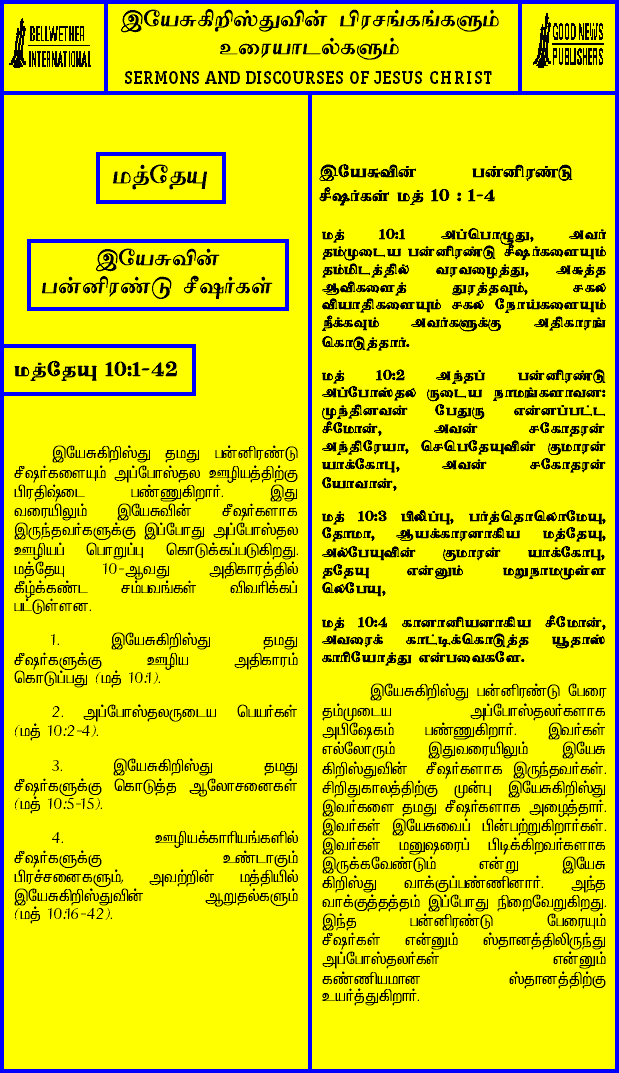 BELLWETHER
INTERNATIONAL
இயேசுகிறிஸ்துவின் பிரசங்கங்களும்
உரையாடல்களும்
SERMONS AND DISCOURSES OF JESUS CHRIST
GOOD NEWS
PUBLISHERS
மத்தேயு
இயேசுவின்
பன்னிரண்டு சீஷர்கள்
மத்தேயு 10:1-42
இயேசுகிறிஸ்து தமது பன்னிரண்டு
சீஷர்களையும் அப்போஸ்தல ஊழியத்திற்கு
பிரதிஷ்டை பண்ணுகிறார். இது
வரையிலும் இயேசுவின் சீஷர்களாக
இருந்தவர்களுக்கு இப்போது அப்போஸ்தல
ஊழியப் பொறுப்பு கொடுக்கப்படுகிறது.
மத்தேயு 10-ஆவது அதிகாரத்தில்
கீழ்க்கண்ட சம்பவங்கள் விவரிக்கப்
பட்டுள்ளன.
1. இயேசுகிறிஸ்து தமது
சீஷர்களுக்கு ஊழிய அதிகாரம்
கொடுப்பது (மத் 10:1).
2. அப்போஸ்தலருடைய பெயர்கள்
(மத் 10:2-4).
3. இயேசுகிறிஸ்து தமது
சீஷர்களுக்கு கொடுத்த ஆலோசனைகள்
(மத் 10:5-15).
4. ஊழியக்காரியங்களில்
சீஷர்களுக்கு உண்டாகும்
பிரச்சனைகளும், அவற்றின் மத்தியில்
இயேசுகிறிஸ்துவின் ஆறுதல்களும்
(மத் 10:16-42).
இயேசுவின் பன்னிரண்டு
சீஷர்கள் மத் 10 : 1-4
மத் 10:1 அப்பொழுது, அவர்
தம்முடைய பன்னிரண்டு சீஷர்களையும்
தம்மிடத்தில் வரவழைத்து, அசுத்த
ஆவிகளைத் துரத்தவும், சகல
வியாதிகளையும் சகல நோய்களையும்
நீக்கவும் அவர்களுக்கு அதிகாரங்
கொடுத்தார்.
மத் 10:2 அந்தப் பன்னிரண்டு
அப்போஸ்தல ருடைய நாமங்களாவன:
முந்தினவன் பேதுரு என்னப்பட்ட
சீமோன், அவன் சகோதரன்
அந்திரேயா, செபெதேயுவின் குமாரன்
யாக்கோபு, அவன் சகோதரன்
யோவான்,
மத் 10:3 பிலிப்பு, பர்த்தொலொமேயு,
தோமா, ஆயக்காரனாகிய மத்தேயு,
அல்பேயுவின் குமாரன் யாக்கோபு,
ததேயு என்னும் மறுநாமமுள்ள
லெபேயு,
மத் 10:4 கானானியனாகிய சீமோன்,
அவரைக் காட்டிக்கொடுத்த யூதாஸ்
காரியோத்து என்பவைகளே.
இயேசுகிறிஸ்து பன்னிரண்டு பேரை
தம்முடைய அப்போஸ்தலர்களாக
அபிஷேகம் பண்ணுகிறார். இவர்கள்
எல்லோரும் இதுவரையிலும் இயேசு
கிறிஸ்துவின் சீஷர்களாக இருந்தவர்கள்.
சிறிதுகாலத்திற்கு முன்பு இயேசுகிறிஸ்து
இவர்களை தமது சீஷர்களாக அழைத்தார்.
இவர்கள் இயேசுவைப் பின்பற்றுகிறார்கள்.
இவர்கள் மனுஷரைப் பிடிக்கிறவர்களாக
இருக்கவேண்டும் என்று இயேசு
கிறிஸ்து வாக்குப்பண்ணினார். அந்த
வாக்குத்தத்தம் இப்போது நிறைவேறுகிறது.
இந்த பன்னிரண்டு பேரையும்
சீஷர்கள் என்னும் ஸ்தானத்திலிருந்து
அப்போஸ்தலர்கள் என்னும்
கண்ணியமான ஸ்தானத்திற்கு
உயர்த்துகிறார்.